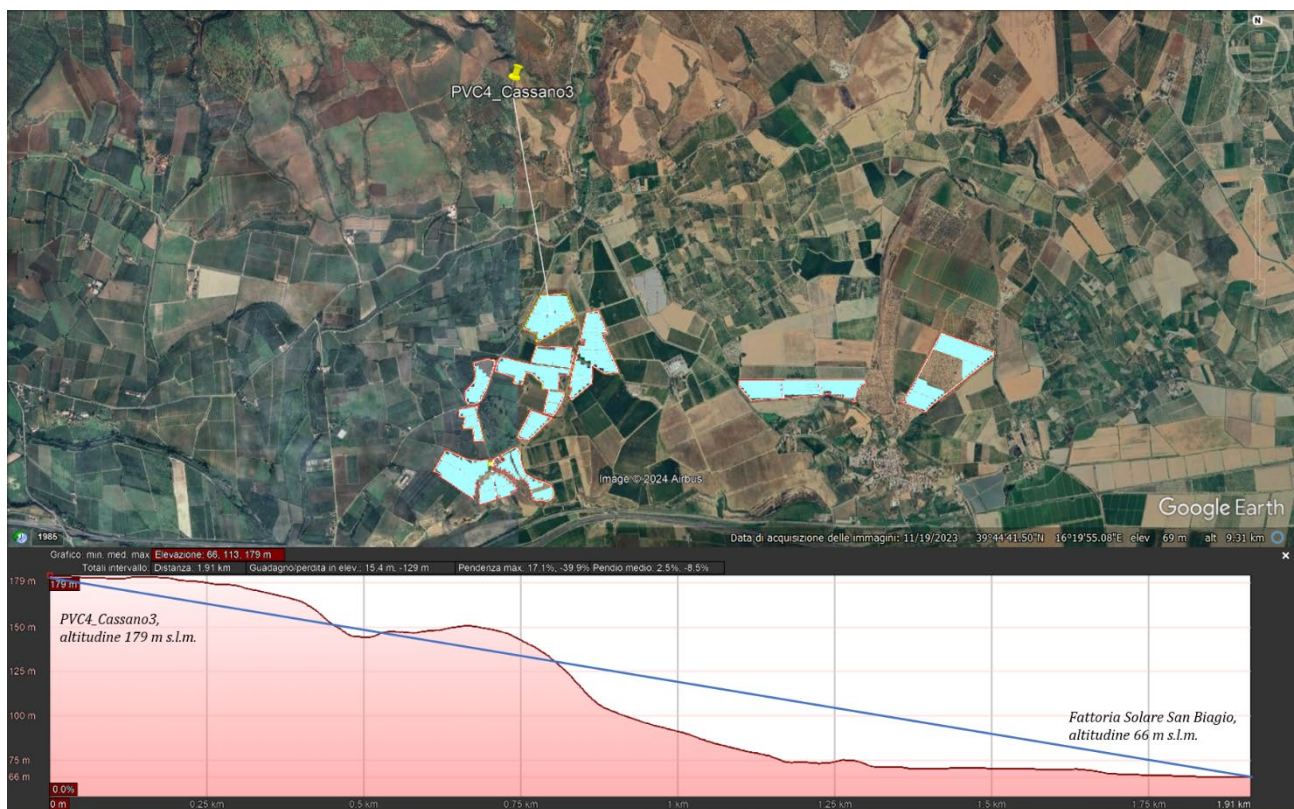 N
PVC4_Cassano3
Image © 2024 Airbus
Google Earth
1985
Data di acquisizione delle immagini: 11/19/2023 39°44'41.50"N 16°19'55.08"E elev 69 m alt 9.31 km
Grafico: min. med. max Elevazione: 66, 113, 179 m
Totali intervallo: Distanza: 1.91 km Guadagno/perdita in elev.: 15.4 m, -129 m Pendenza max. 17.1%, -39.9% Pendio medio: 2.5%, -8.5%
179 m
179 m
PVC4_Cassano3,
altitudine 179 m s.l.m.
150 m
125 m
100 m
Fattoria Solare San Biagio,
altitudine 66 m s.l.m.
75 m
66 m
0.0%
0 m 0.25 km 0.5 km 0.75 km 1 km 1.25 km 1.5 km 1.75 km 1.91 km